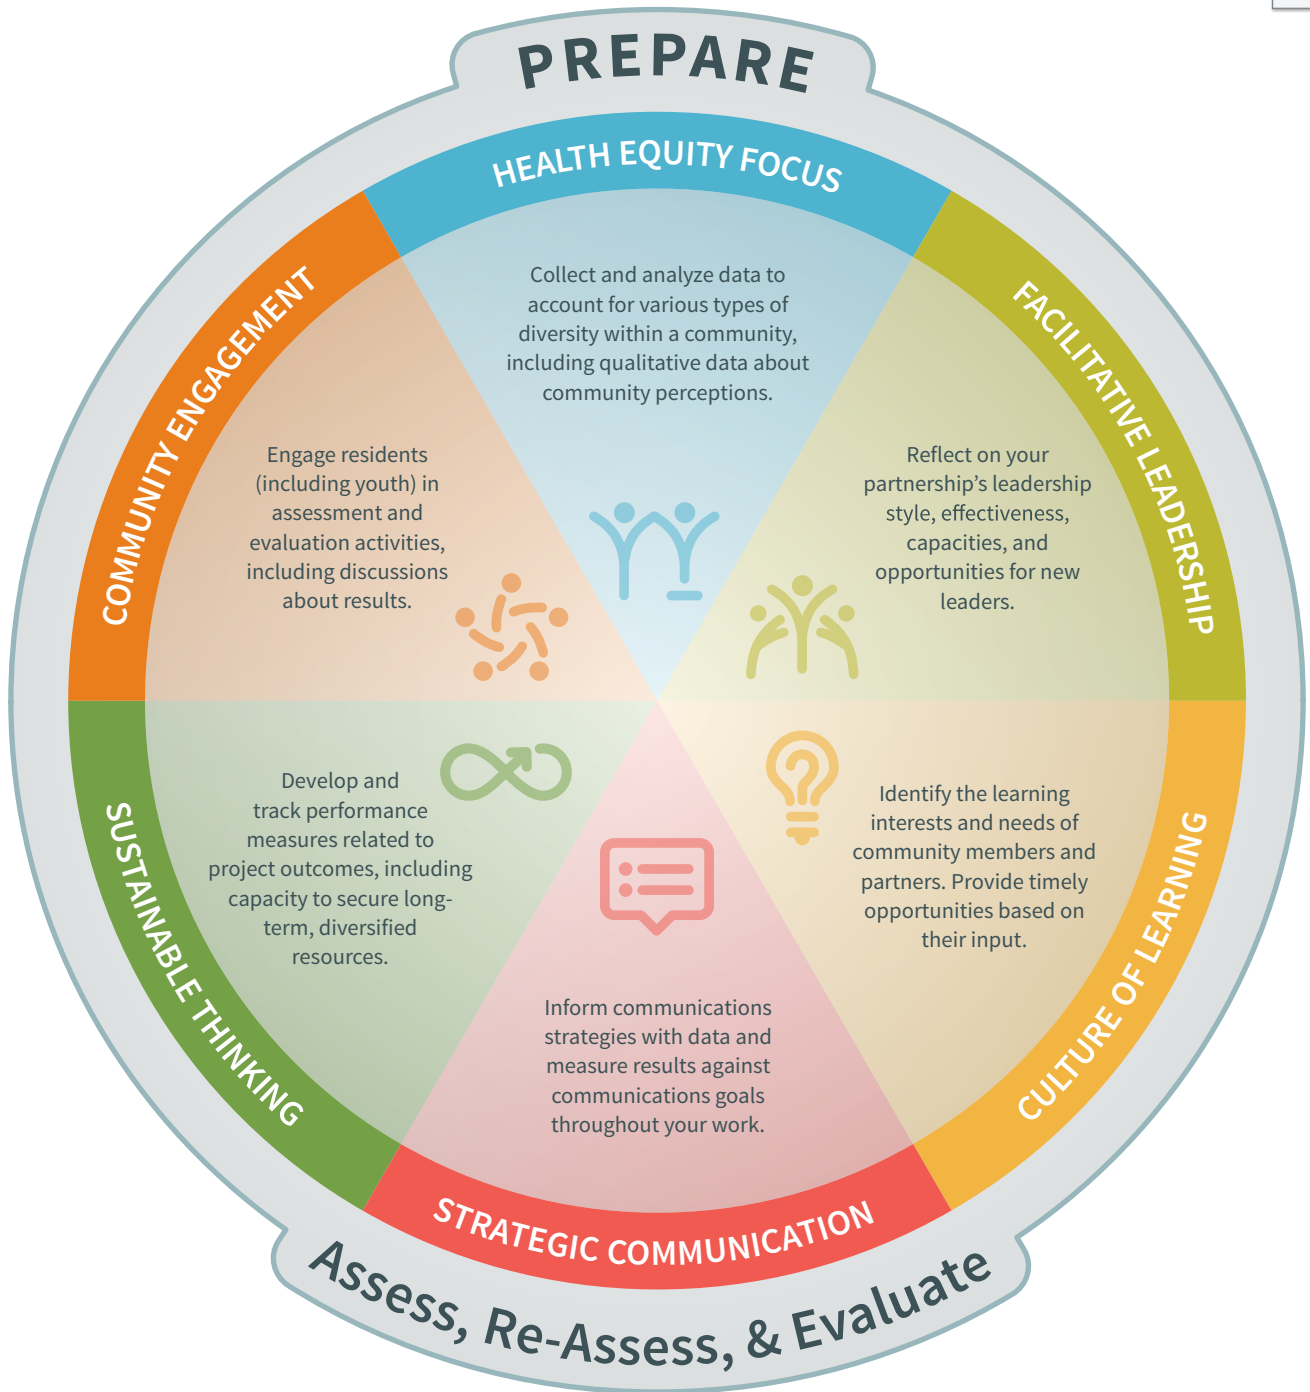 PREPARE
HEALTH EQUITY FOCUS
Collect and analyze data to
account for various types of
diversity within a community,
including qualitative data about
community perceptions.
FACILITATIVE LEADERSHIP
Reflect on your
partnership's leadership
style, effectiveness,
capacities, and
opportunities for new
leaders.
CULTURE OF LEARNING
Identify the learning
interests and needs of
community members and
partners. Provide timely
opportunities based on
their input.
STRATEGIC COMMUNICATION
Inform communications
strategies with data and
measure results against
communications goals
throughout your work.
SUSTAINABLE THINKING
Develop and
track performance
measures related to
project outcomes, including
capacity to secure long-
term, diversified
resources.
COMMUNITY ENGAGEMENT
Engage residents
(including youth) in
assessment and
evaluation activities,
including discussions
about results.
Assess, Re-Assess, & Evaluate